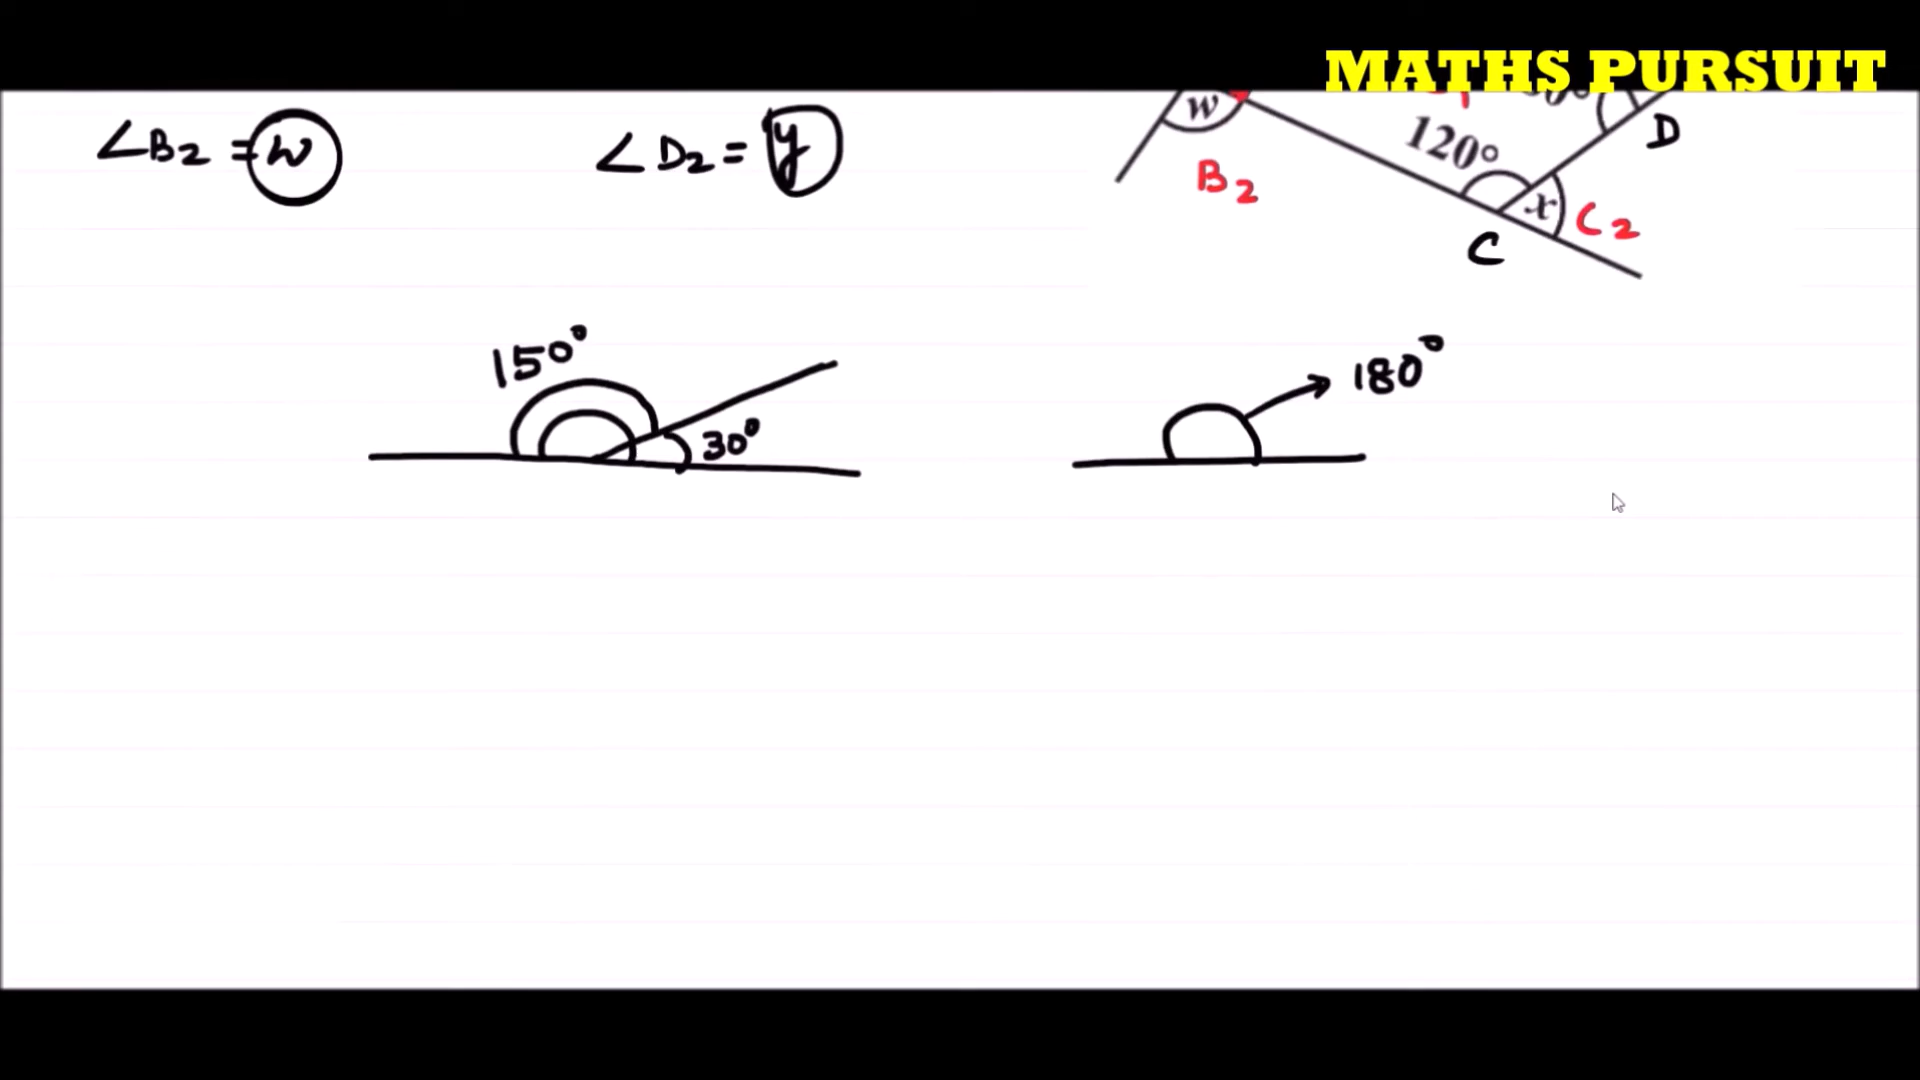 MATHS PURSUIT
∠B2 = w
∠D2 = y
w
D
120°
B2
x
C2
C
150°
30°
180°